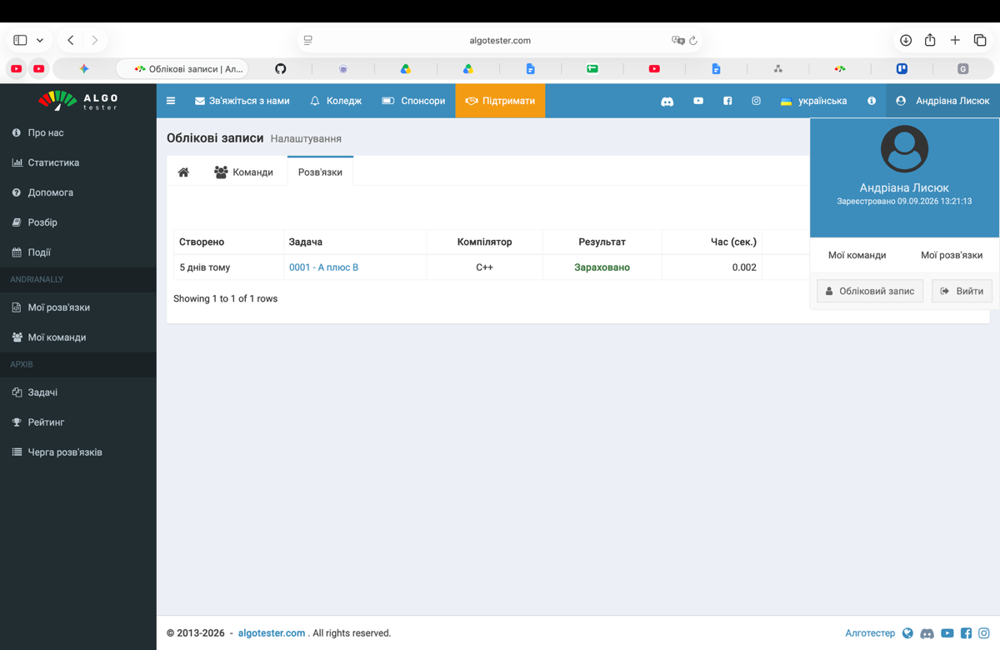 algotester.com
Облікові записи | Ал...
G
ALGO
tester
Зв'яжіться з нами
Коледж
Спонсори
Підтримати
українська
Андріана Лисюк
Про нас
Статистика
Допомога
Розбір
Події
ANDRIANALLY
Мої розв'язки
Мої команди
АРХІВ
Задачі
Рейтинг
Черга розв'язків
Облікові записи Налаштування
Команди
Розв'язки
Створено Задача Компілятор Результат Час (сек.)
5 днів тому 0001 - А плюс В C++ Зараховано 0.002
Showing 1 to 1 of 1 rows
Андріана Лисюк
Зареєстровано 09.09.2026 13:21:13
Мої команди Мої розв'язки
Обліковий запис Вийти
© 2013-2026 - algotester.com . All rights reserved.
Алготестер